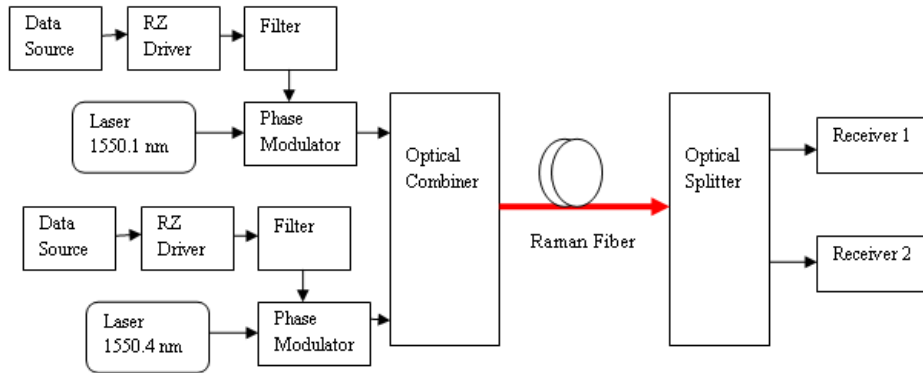 Data
Source
RZ
Driver
Filter
Laser
1550.1 nm
Phase
Modulator
Optical
Combiner
Raman Fiber
Optical
Splitter
Receiver 1
Data
Source
RZ
Driver
Filter
Laser
1550.4 nm
Phase
Modulator
Receiver 2